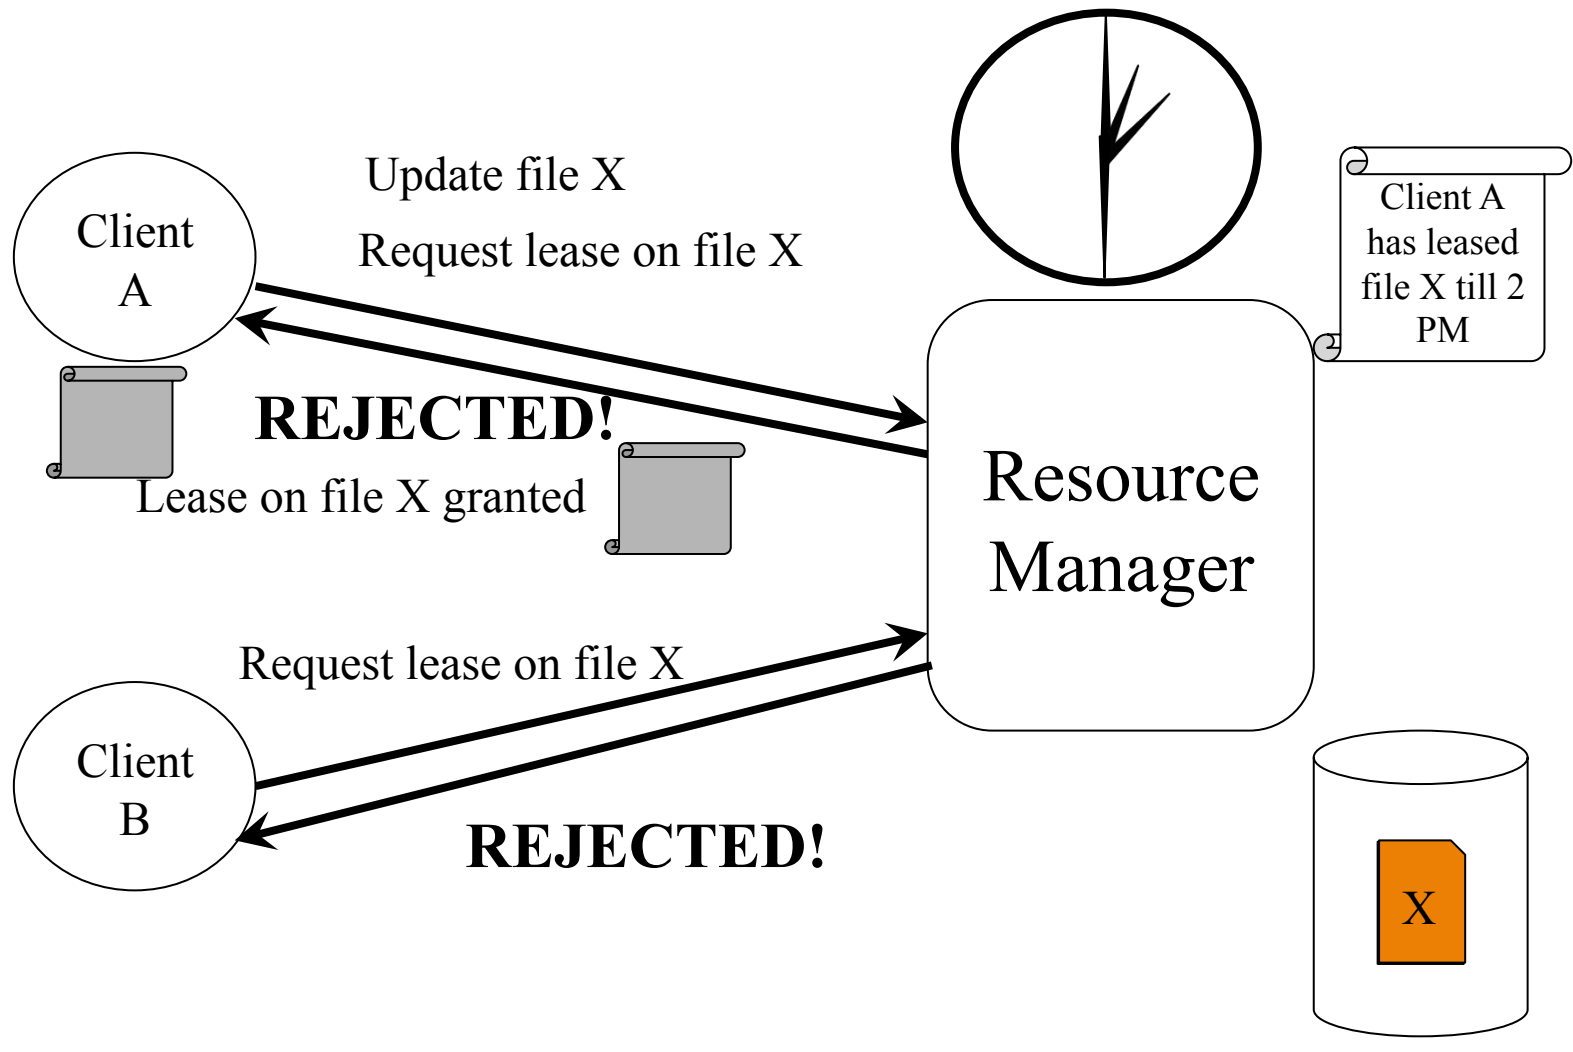 Update file X
Request lease on file X
Client
A
Client A
has leased
file X till 2
PM
REJECTED!
Lease on file X granted
Resource
Manager
Request lease on file X
Client
B
REJECTED!
X